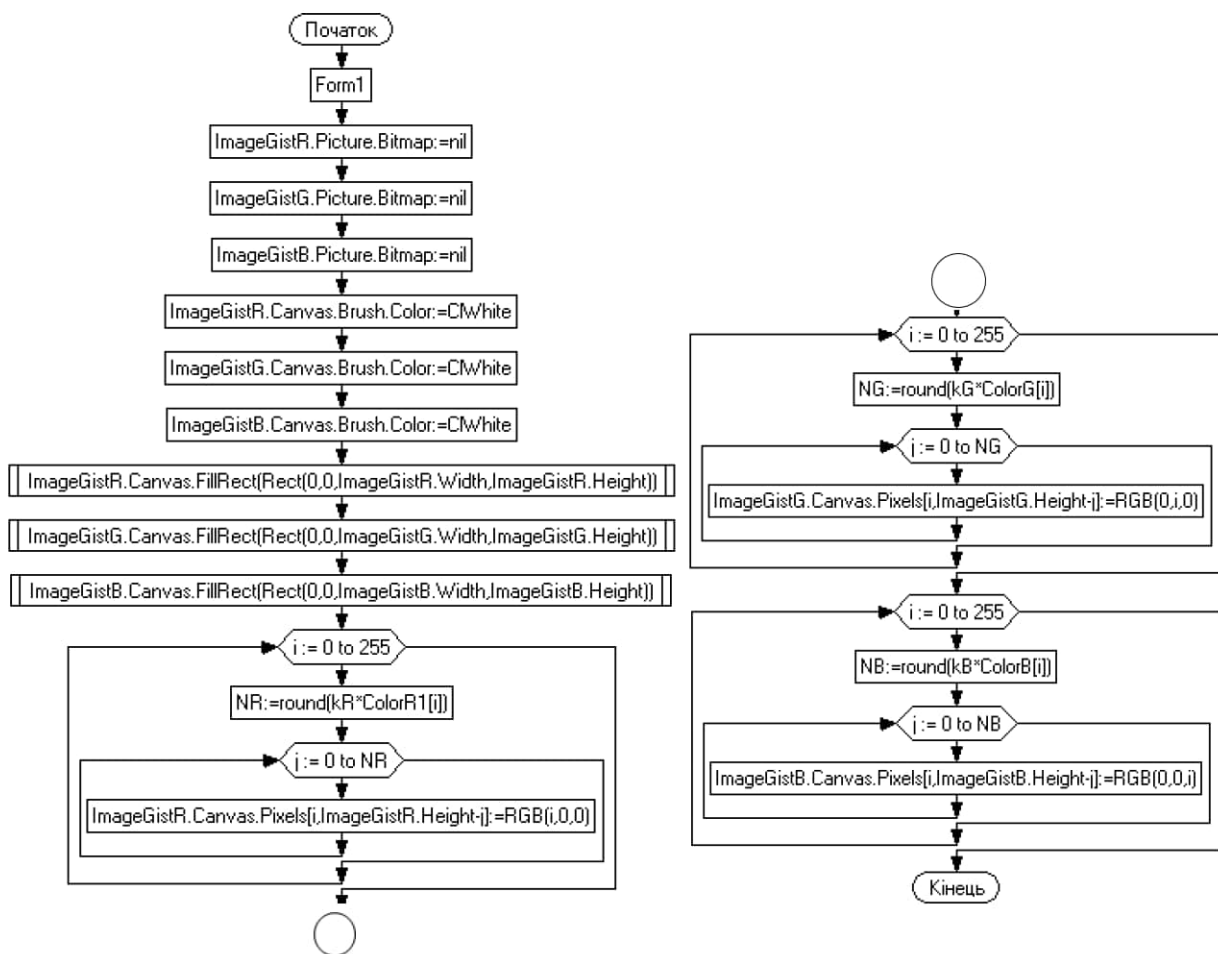 Початок
Form1
ImageGistR.Picture.Bitmap:=nil
ImageGistG.Picture.Bitmap:=nil
ImageGistB.Picture.Bitmap:=nil
ImageGistR.Canvas.Brush.Color:=ClWhite
ImageGistG.Canvas.Brush.Color:=ClWhite
ImageGistB.Canvas.Brush.Color:=ClWhite
ImageGistR.Canvas.FillRect(Rect(0,0,ImageGistR.Width,ImageGistR.Height))
ImageGistG.Canvas.FillRect(Rect(0,0,ImageGistG.Width,ImageGistG.Height))
ImageGistB.Canvas.FillRect(Rect(0,0,ImageGistB.Width,ImageGistB.Height))
i := 0 to 255
NR:=round(kR*ColorR1[i])
j := 0 to NR
ImageGistR.Canvas.Pixels[i,ImageGistR.Height-j]:=RGB(i,0,0)
i := 0 to 255
NG:=round(kG*ColorG[i])
j := 0 to NG
ImageGistG.Canvas.Pixels[i,ImageGistG.Height-j]:=RGB(0,i,0)
i := 0 to 255
NB:=round(kB*ColorB[i])
j := 0 to NB
ImageGistB.Canvas.Pixels[i,ImageGistB.Height-j]:=RGB(0,0,i)
Кінець